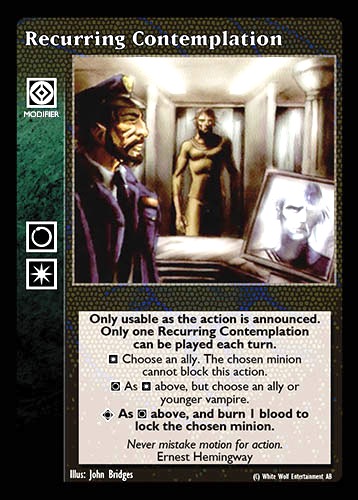 Recurring Contemplation
MODIFIER
Only usable as the action is announced.
Only one Recurring Contemplation
can be played each turn.
Choose an ally. The chosen minion
cannot block this action.
As above, but choose an ally or
younger vampire.
As above, and burn 1 blood to
lock the chosen minion.
Never mistake motion for action.
Ernest Hemingway
Illus: John Bridges
(C) White Wolf Entertainment AB